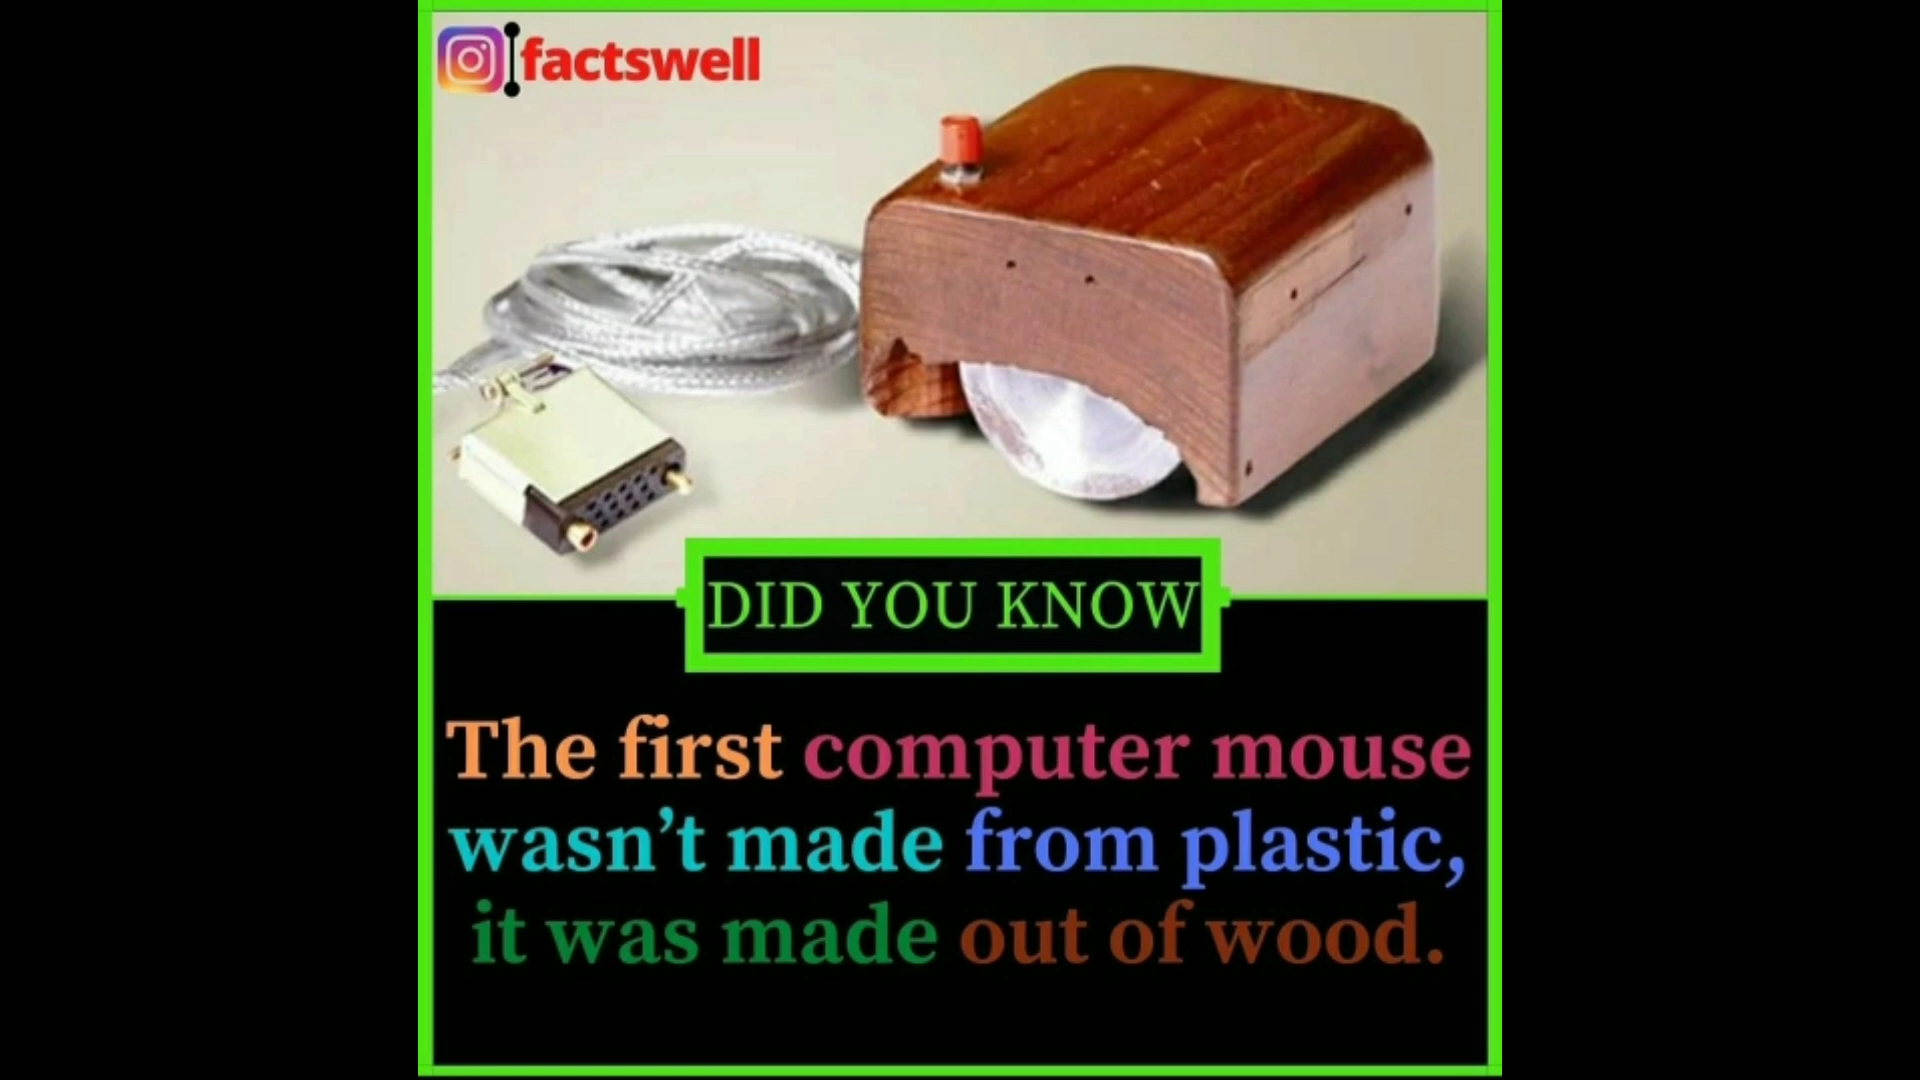 factswell
DID YOU KNOW
The first computer mouse
wasn’t made from plastic,
it was made out of wood.